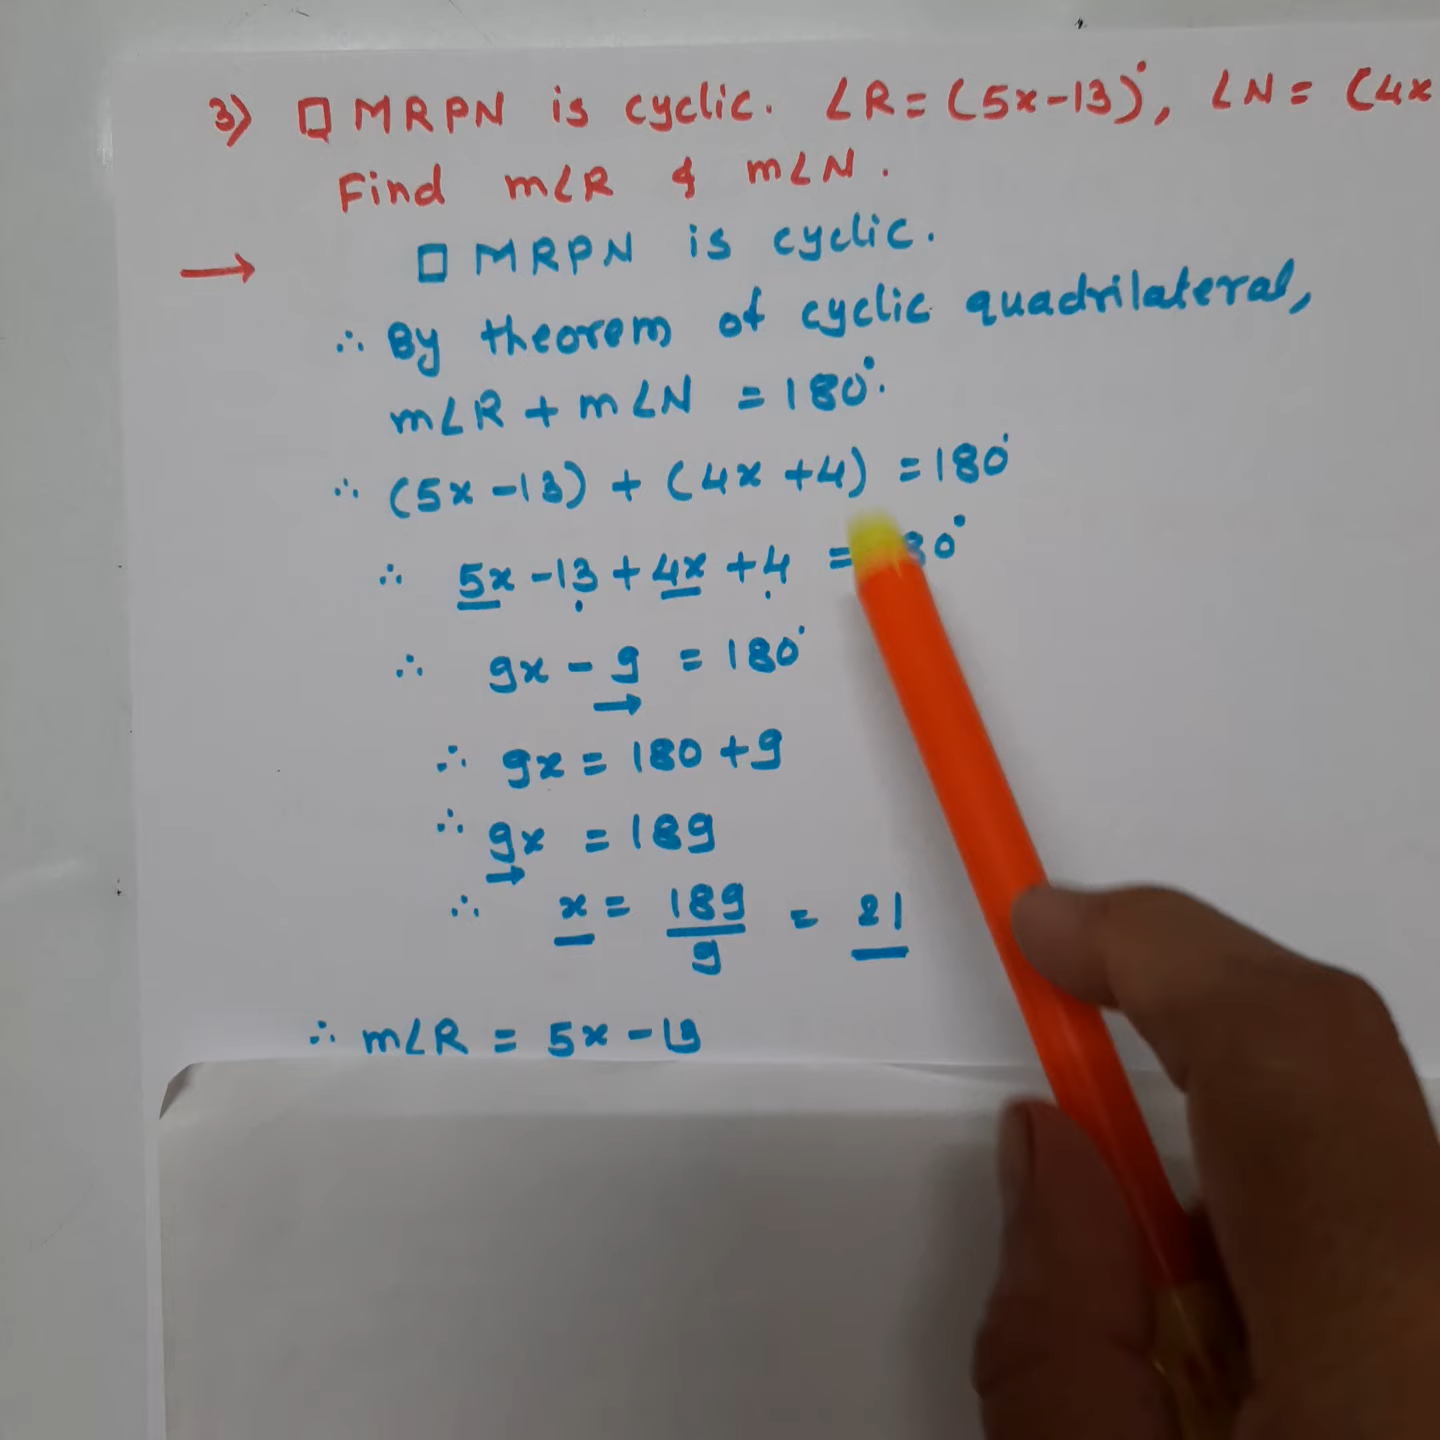 3) □ MRPN is cyclic. ∠R = (5x-13)°, ∠N = (4x
Find m∠R & m∠N.
→ □ MRPN is cyclic.
∴ By theorem of cyclic quadrilateral,
m∠R + m∠N = 180°.
∴ (5x-13) + (4x+4) = 180°
∴ 5x-13+4x+4 = 80°
∴ 9x - 9 = 180°
∴ 9x = 180+9
∴ 9x = 189
∴ x = 189/9 = 21
∴ m∠R = 5x-13